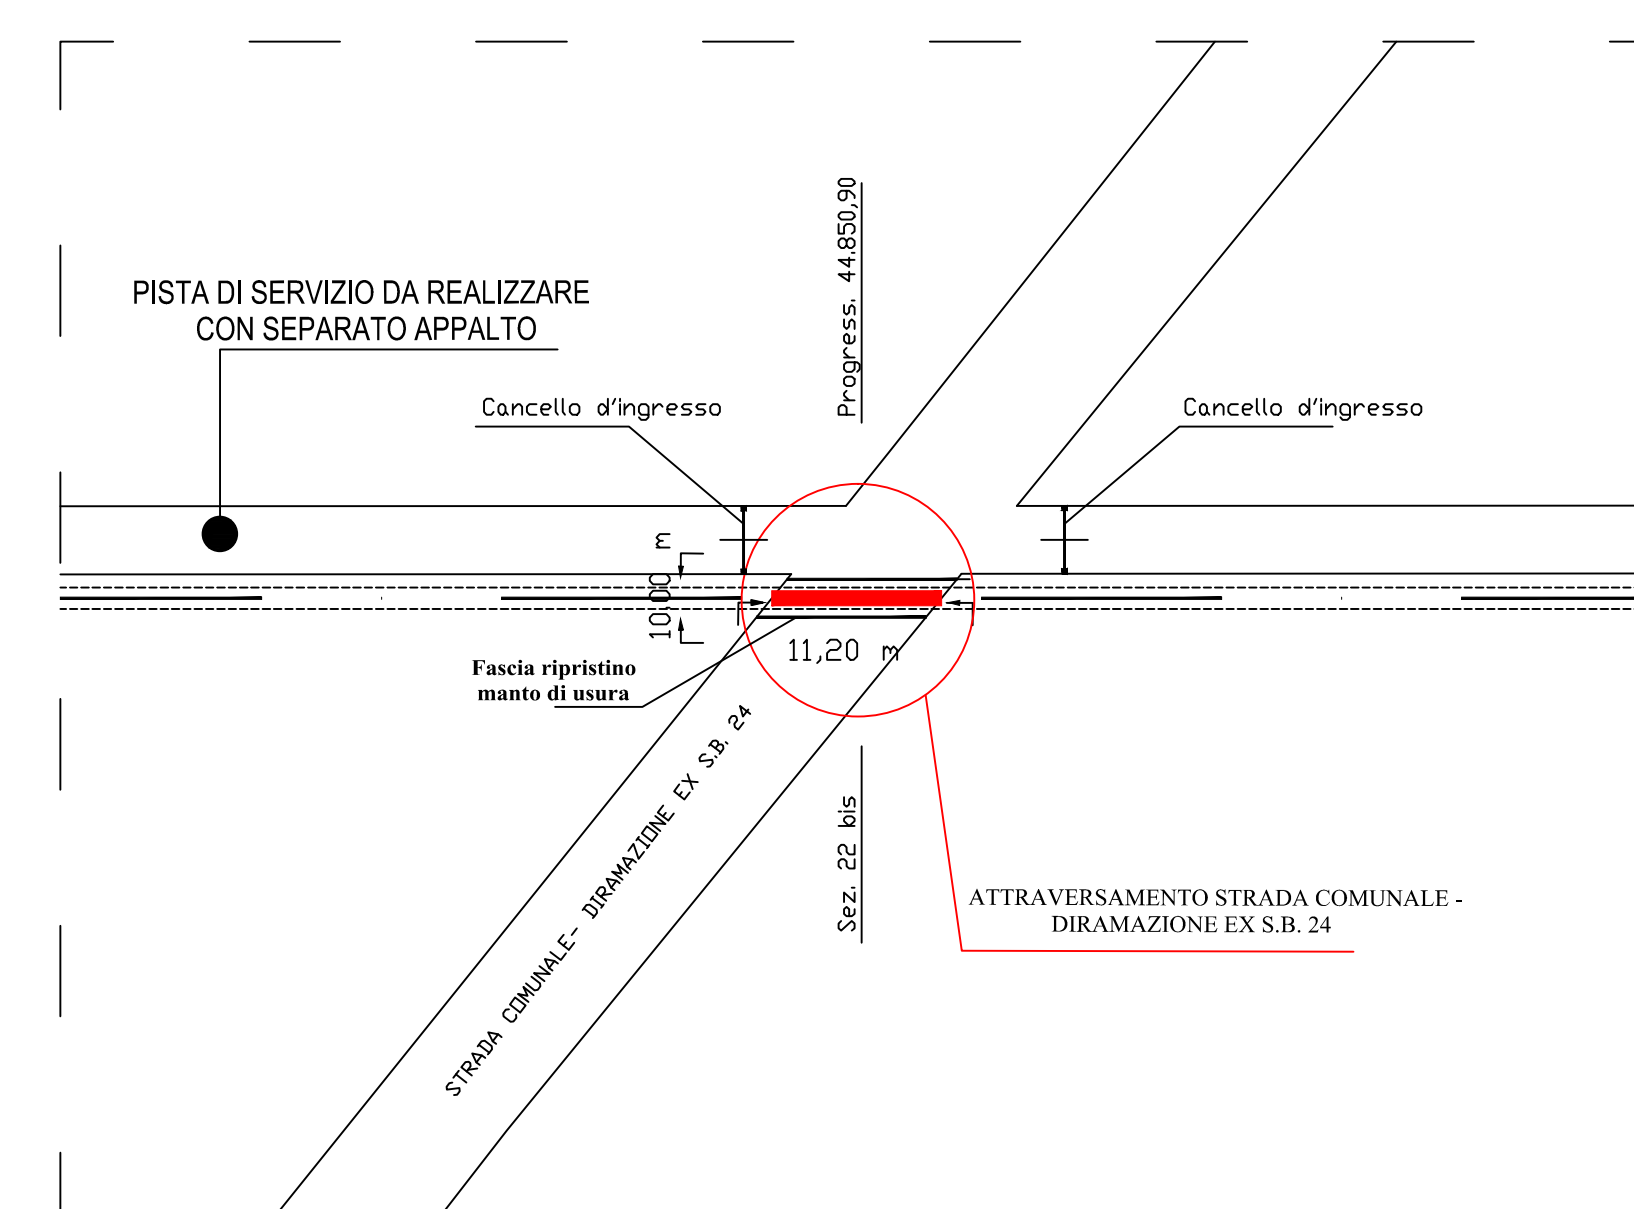 Progress. 44.850,90
PISTA DI SERVIZIO DA REALIZZARE
CON SEPARATO APPALTO
Cancello d'ingresso
Cancello d'ingresso
10,00 m
11,20 m
Fascia ripristino
manto di usura
STRADA COMUNALE- DIRAMAZIONE EX S.B. 24
Sez. 22 bis
ATTRAVERSAMENTO STRADA COMUNALE -
DIRAMAZIONE EX S.B. 24